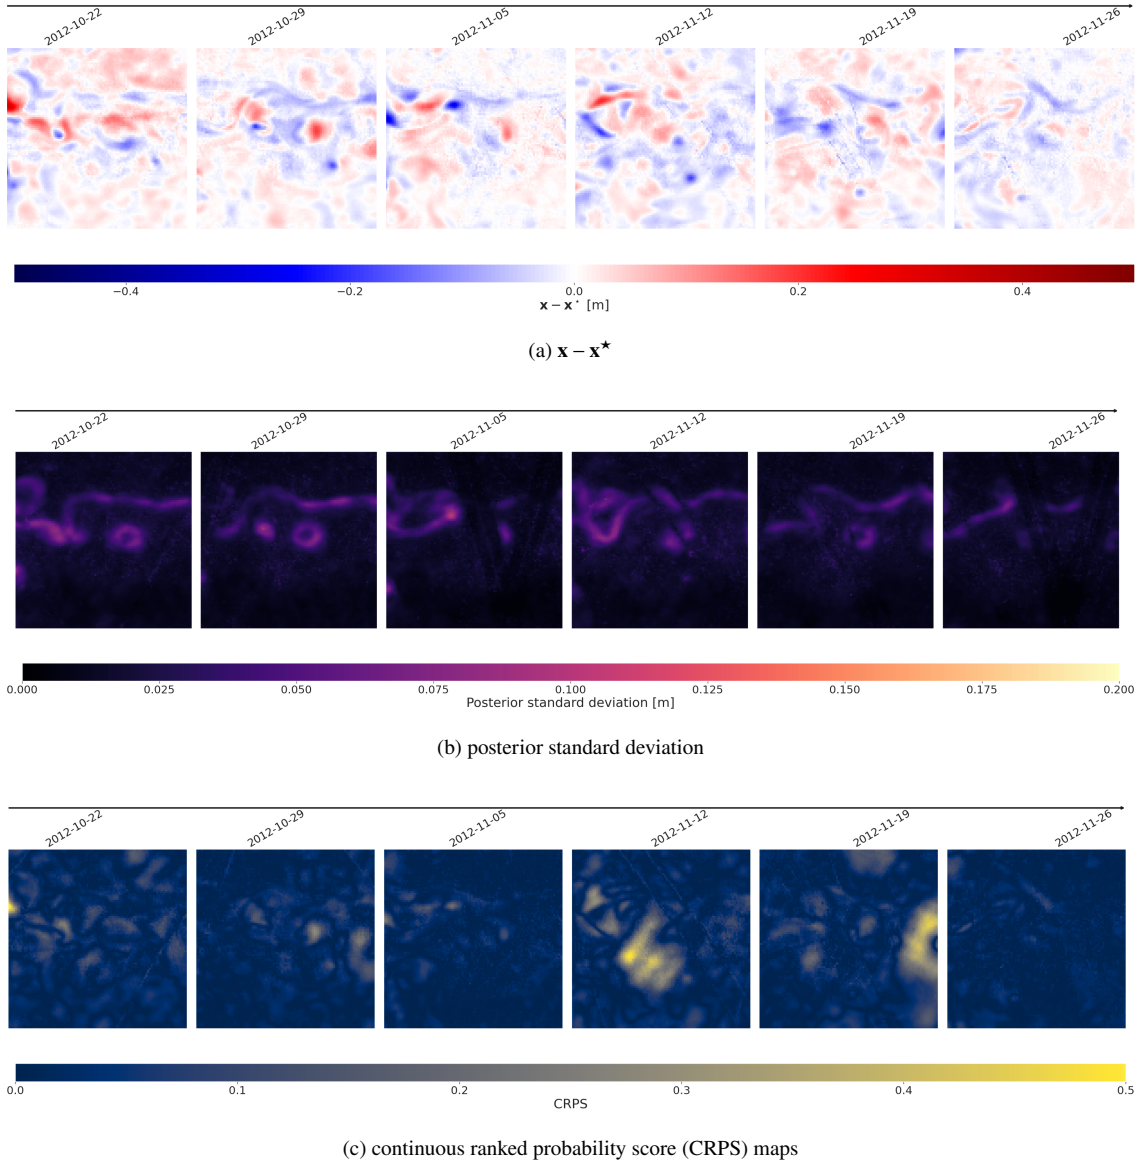 2012-10-22 2012-10-29 2012-11-05 2012-11-12 2012-11-19 2012-11-26
−0.4 −0.2 0.0 0.2 0.4
x − x⋆ [m]
(a) x − x★
2012-10-22 2012-10-29 2012-11-05 2012-11-12 2012-11-19 2012-11-26
0.000 0.025 0.050 0.075 0.100 0.125 0.150 0.175 0.200
Posterior standard deviation [m]
(b) posterior standard deviation
2012-10-22 2012-10-29 2012-11-05 2012-11-12 2012-11-19 2012-11-26
0.0 0.1 0.2 0.3 0.4 0.5
CRPS
(c) continuous ranked probability score (CRPS) maps